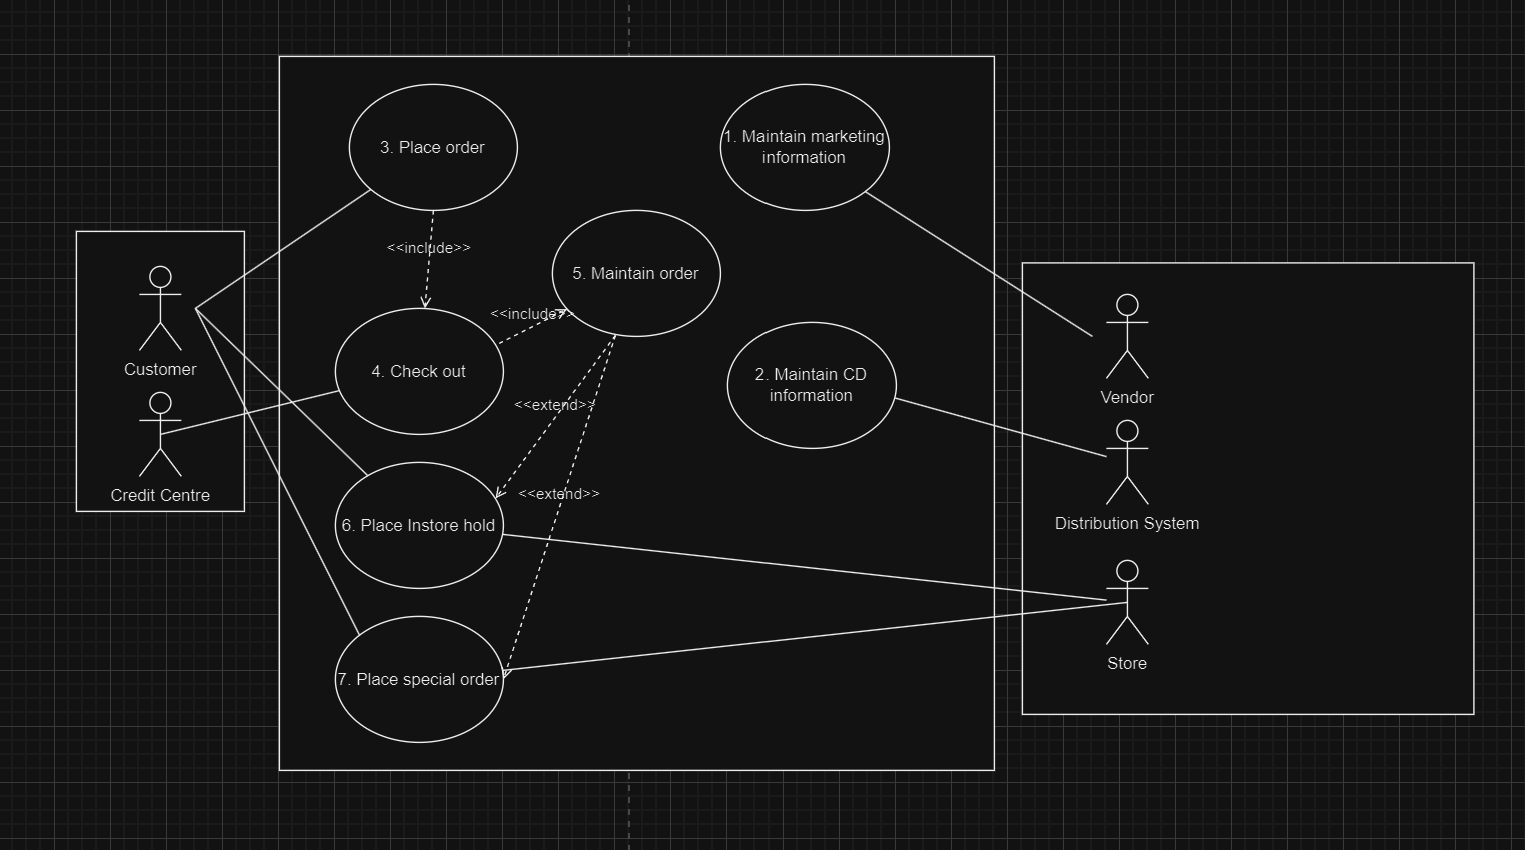 3. Place order
1. Maintain marketing
information
<<include>>
5. Maintain order
<<include>>
Customer
4. Check out
2. Maintain CD
information
Vendor
<<extend>>
Credit Centre
<<extend>>
6. Place Instore hold
Distribution System
Store
7. Place special order